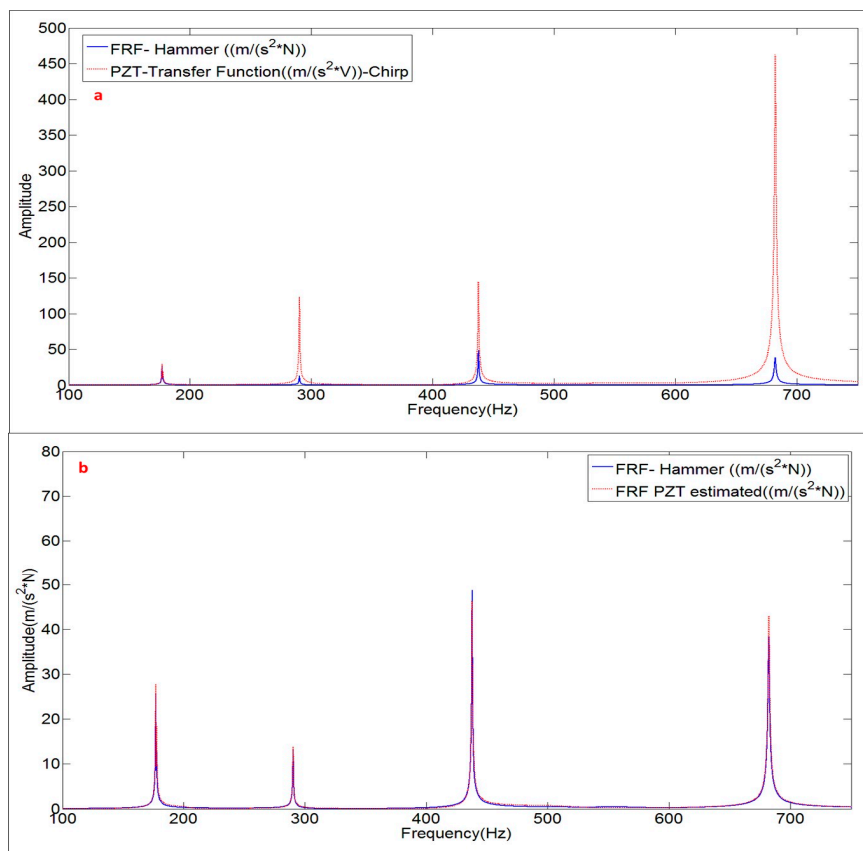 500
450
400
350
300
250
200
150
100
50
0
Amplitude
FRF- Hammer ((m/(s²*N))
PZT-Transfer Function((m/(s²*V))-Chirp
a
100 200 300 400 500 600 700
Frequency(Hz)
80
70
60
50
40
30
20
10
0
Amplitude(m/(s²*N)
b
FRF- Hammer ((m/(s²*N))
FRF PZT estimated((m/(s²*N))
100 200 300 400 500 600 700
Frequency(Hz)